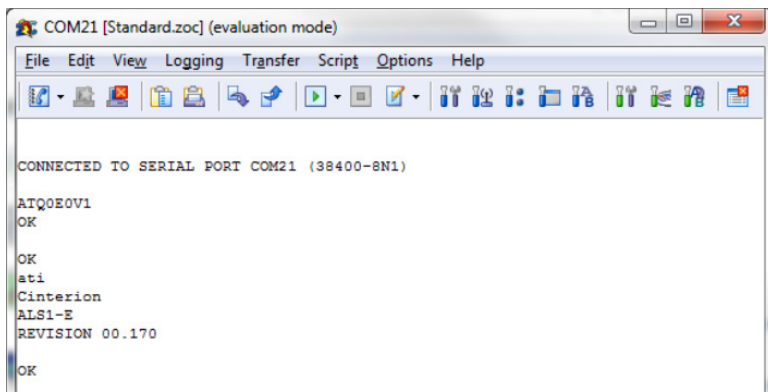 COM21 [Standard.zoc] (evaluation mode)
File Edit View Logging Transfer Script Options Help
CONNECTED TO SERIAL PORT COM21 (38400-8N1)
ATQ0E0V1
OK
OK
ati
Cinterion
ALS1-E
REVISION 00.170
OK